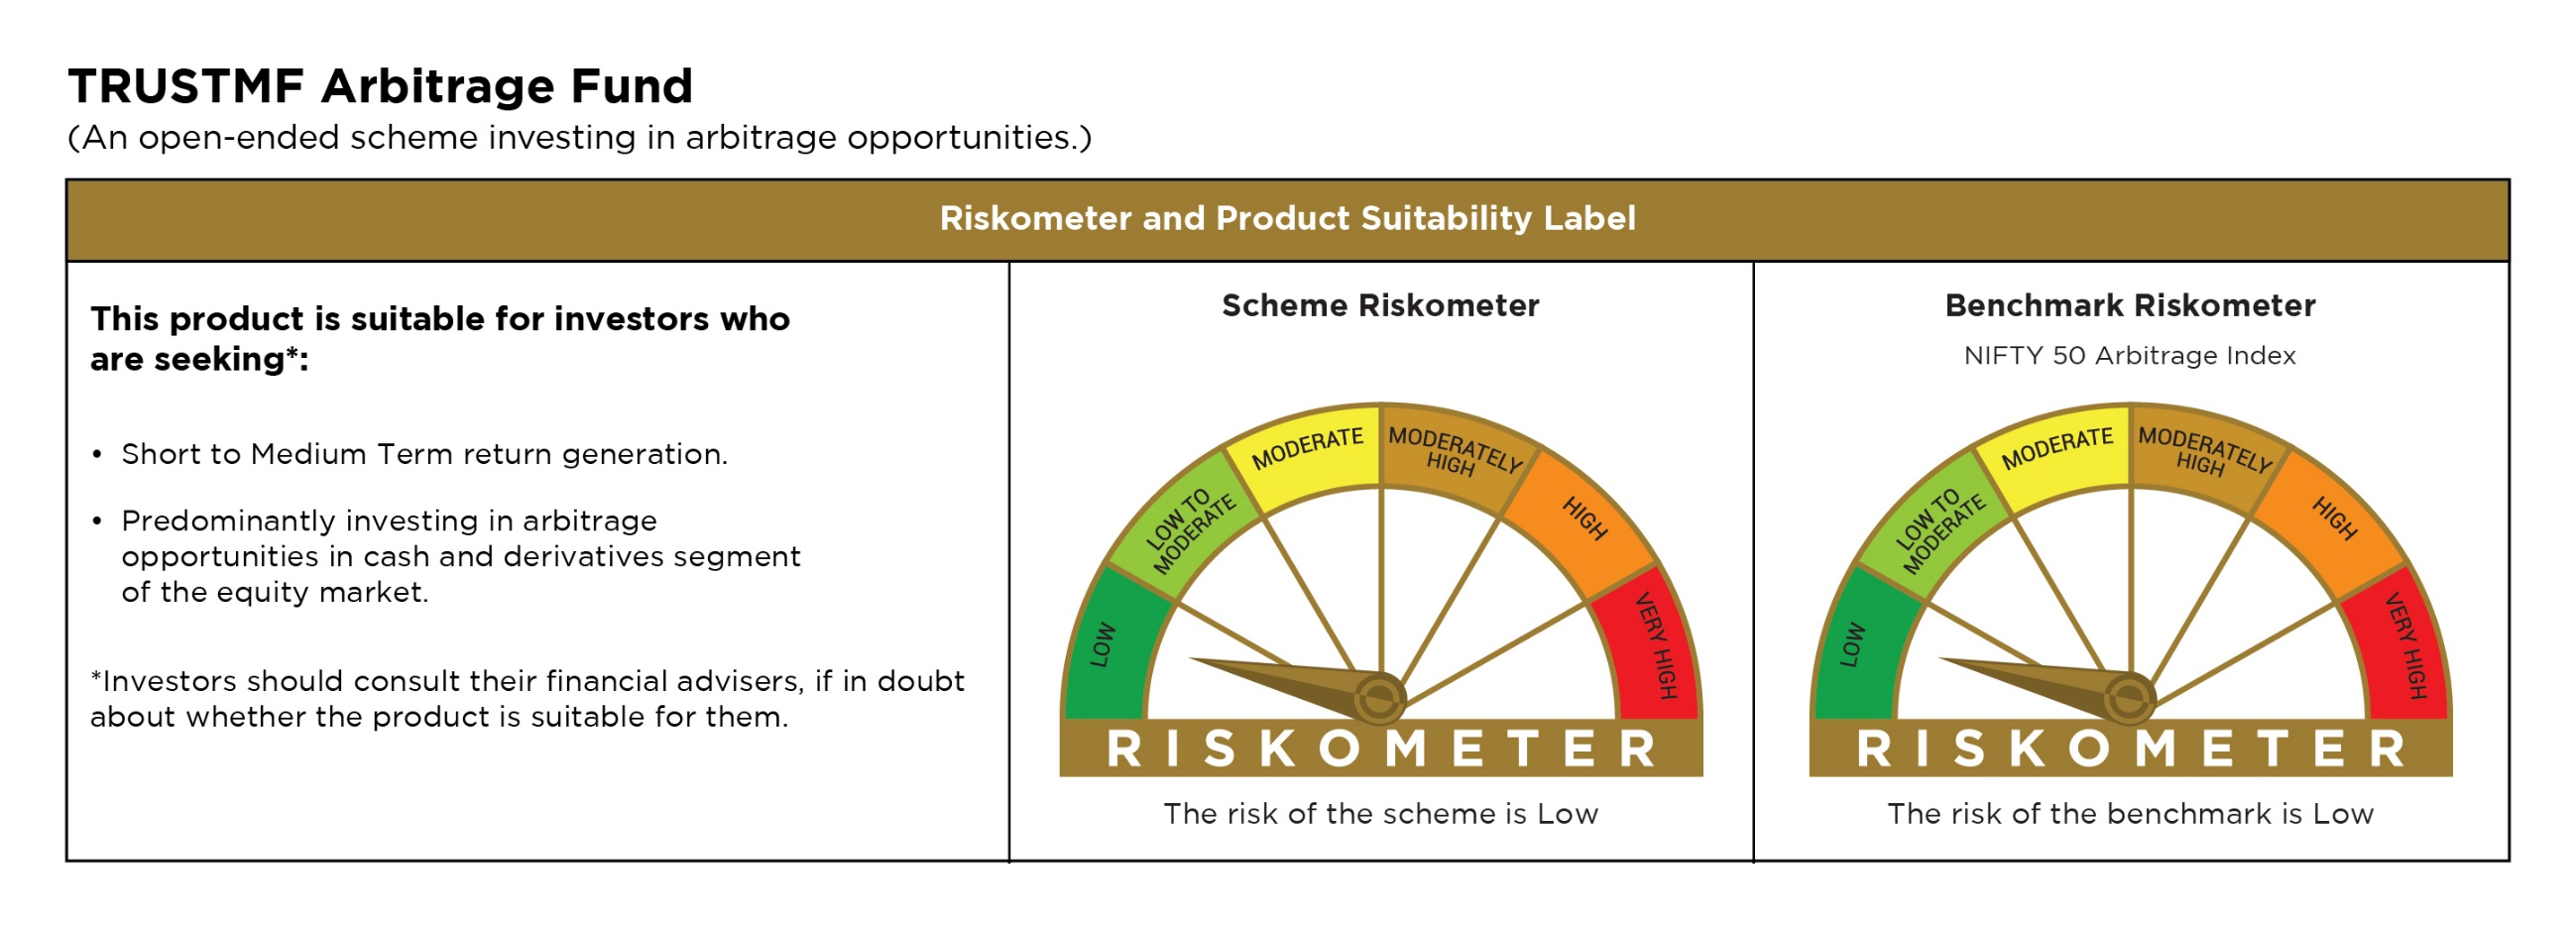 TRUSTMF Arbitrage Fund
(An open-ended scheme investing in arbitrage opportunities.)
Riskometer and Product Suitability Label
This product is suitable for investors who
are seeking*:
• Short to Medium Term return generation.
• Predominantly investing in arbitrage
opportunities in cash and derivatives segment
of the equity market.
*Investors should consult their financial advisers, if in doubt
about whether the product is suitable for them.
Scheme Riskometer
LOW
LOW TO
MODERATE
MODERATE
MODERATELY
HIGH
HIGH
VERY HIGH
RISKOMETER
The risk of the scheme is Low
Benchmark Riskometer
NIFTY 50 Arbitrage Index
LOW
LOW TO
MODERATE
MODERATE
MODERATELY
HIGH
HIGH
VERY HIGH
RISKOMETER
The risk of the benchmark is Low